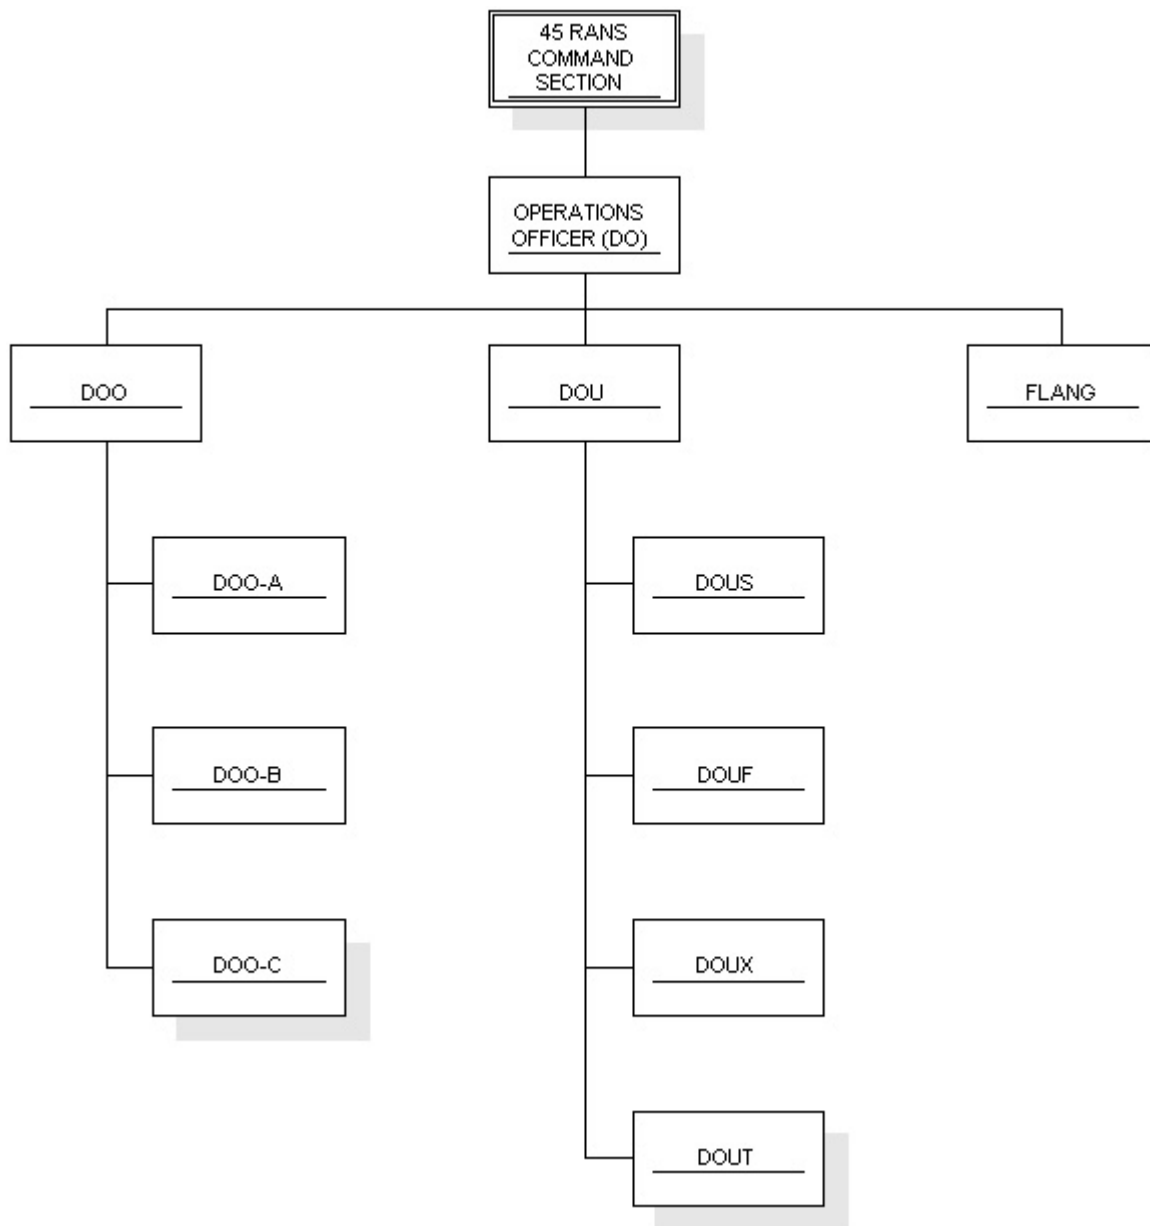 45 RANS
COMMAND
SECTION
OPERATIONS
OFFICER (DO)
DOO
DOU
FLANG
DOO-A
DOUS
DOO-B
DOUF
DOO-C
DOUX
DOUT